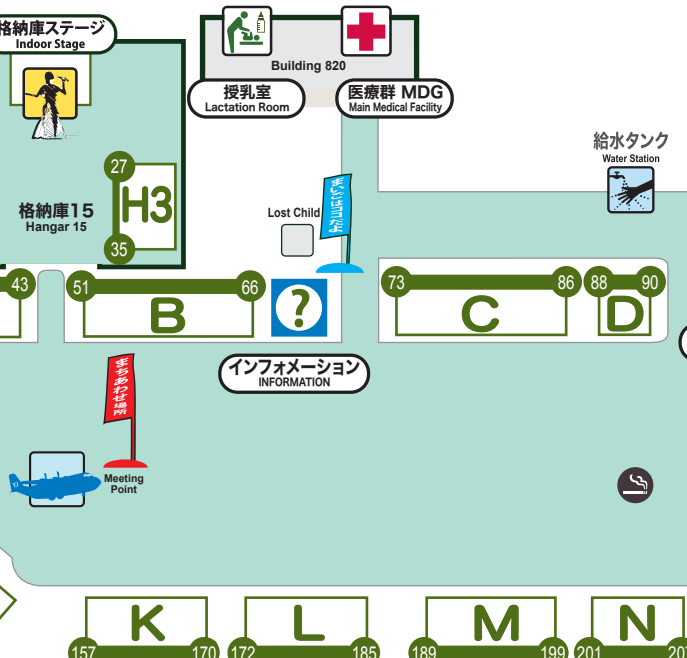 格納庫ステージ
Indoor Stage
Building 820
授乳室
Lactation Room
医療群 MDG
Main Medical Facility
給水タンク
Water Station
27
H3
35
格納庫15
Hangar 15
Lost Child
まいごはココだよ
43
51
66
B
?
73
86
C
88
90
D
インフォメーション
INFORMATION
まちあわせ場所
Meeting
Point
K
L
M
N
157
170
172
185
189
199
201